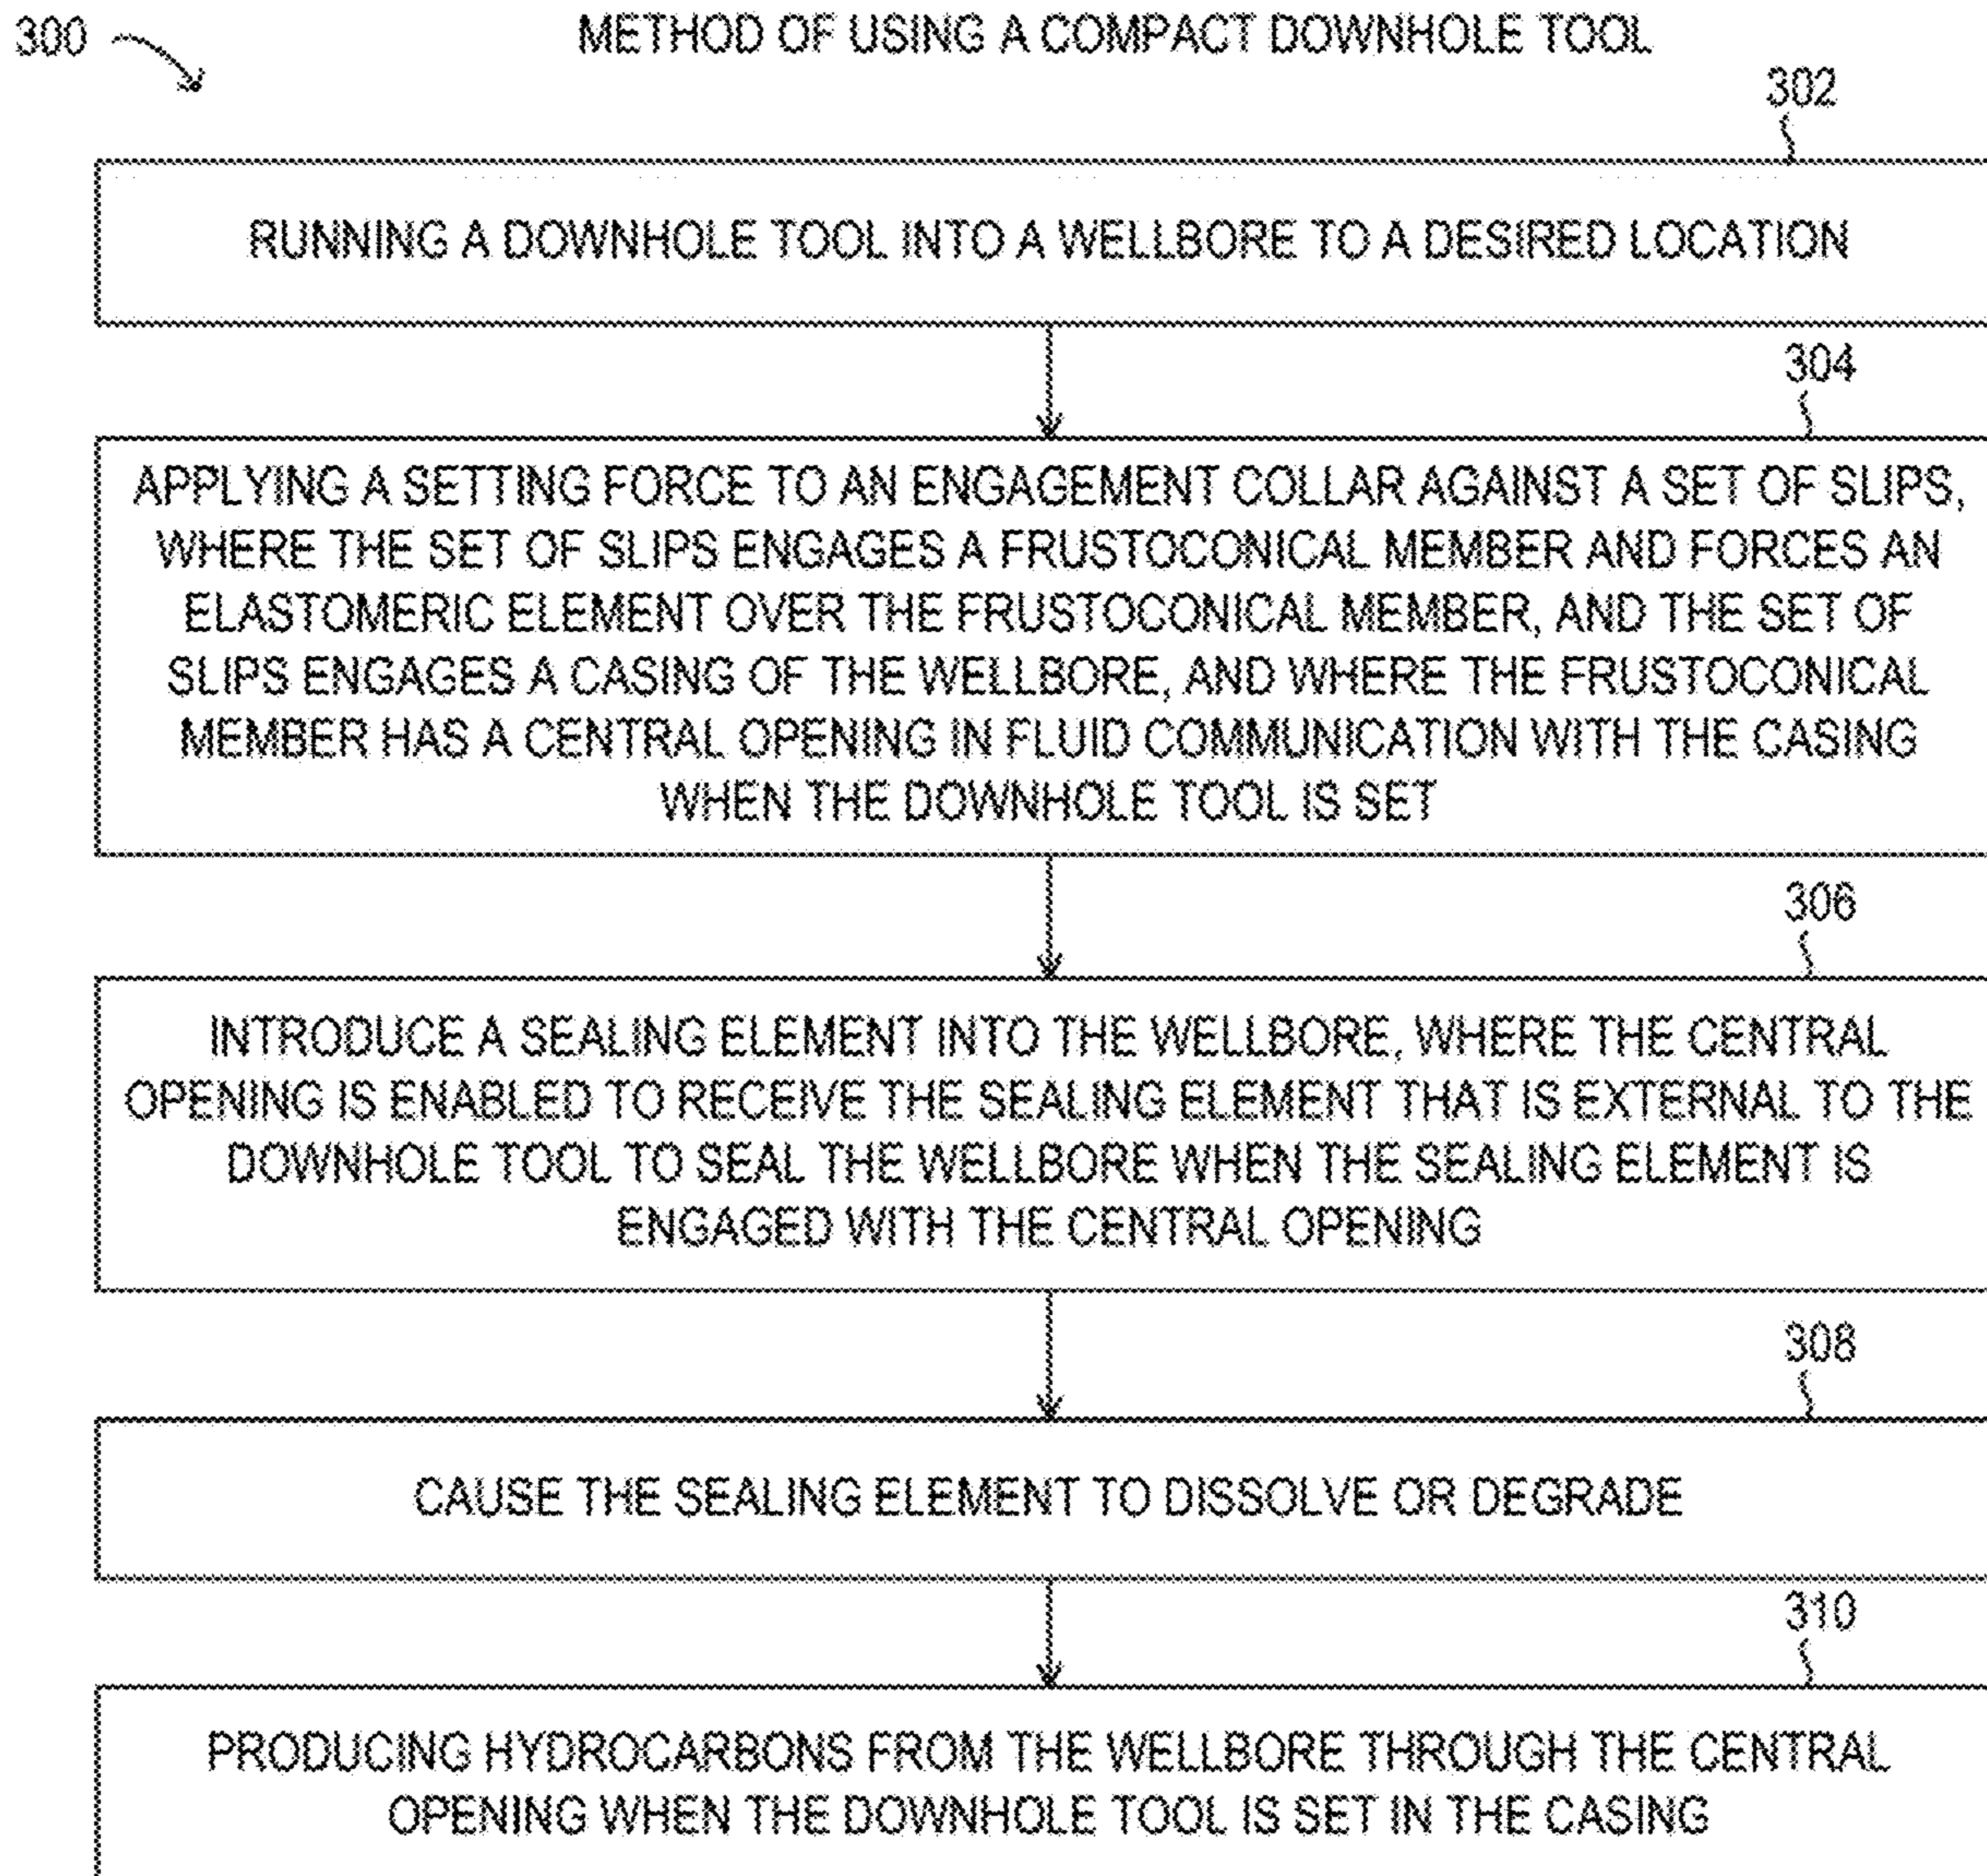 300
METHOD OF USING A COMPACT DOWNHOLE TOOL
302
RUNNING A DOWNHOLE TOOL INTO A WELLBORE TO A DESIRED LOCATION
304
APPLYING A SETTING FORCE TO AN ENGAGEMENT COLLAR AGAINST A SET OF SLIPS,
WHERE THE SET OF SLIPS ENGAGES A FRUSTOCONICAL MEMBER AND FORCES AN
ELASTOMERIC ELEMENT OVER THE FRUSTOCONICAL MEMBER, AND THE SET OF
SLIPS ENGAGES A CASING OF THE WELLBORE, AND WHERE THE FRUSTOCONICAL
MEMBER HAS A CENTRAL OPENING IN FLUID COMMUNICATION WITH THE CASING
WHEN THE DOWNHOLE TOOL IS SET
306
INTRODUCE A SEALING ELEMENT INTO THE WELLBORE, WHERE THE CENTRAL
OPENING IS ENABLED TO RECEIVE THE SEALING ELEMENT THAT IS EXTERNAL TO THE
DOWNHOLE TOOL TO SEAL THE WELLBORE WHEN THE SEALING ELEMENT IS
ENGAGED WITH THE CENTRAL OPENING
308
CAUSE THE SEALING ELEMENT TO DISSOLVE OR DEGRADE
310
PRODUCING HYDROCARBONS FROM THE WELLBORE THROUGH THE CENTRAL
OPENING WHEN THE DOWNHOLE TOOL IS SET IN THE CASING